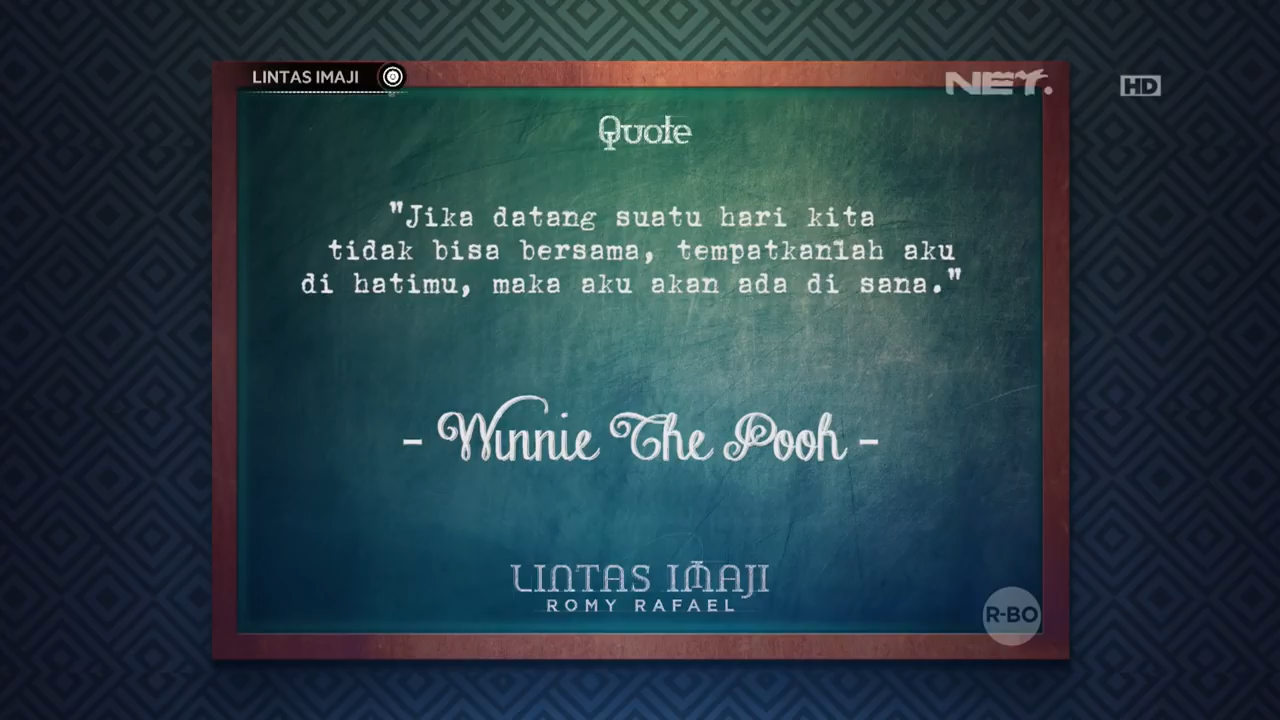 LINTAS IMAJI
NET.
HD
Quote
"Jika datang suatu hari kita
tidak bisa bersama, tempatkanlah aku
di hatimu, maka aku akan ada di sana."
- Winnie The Pooh -
LINTAS IMAJI
ROMY RAFAEL
R-BO